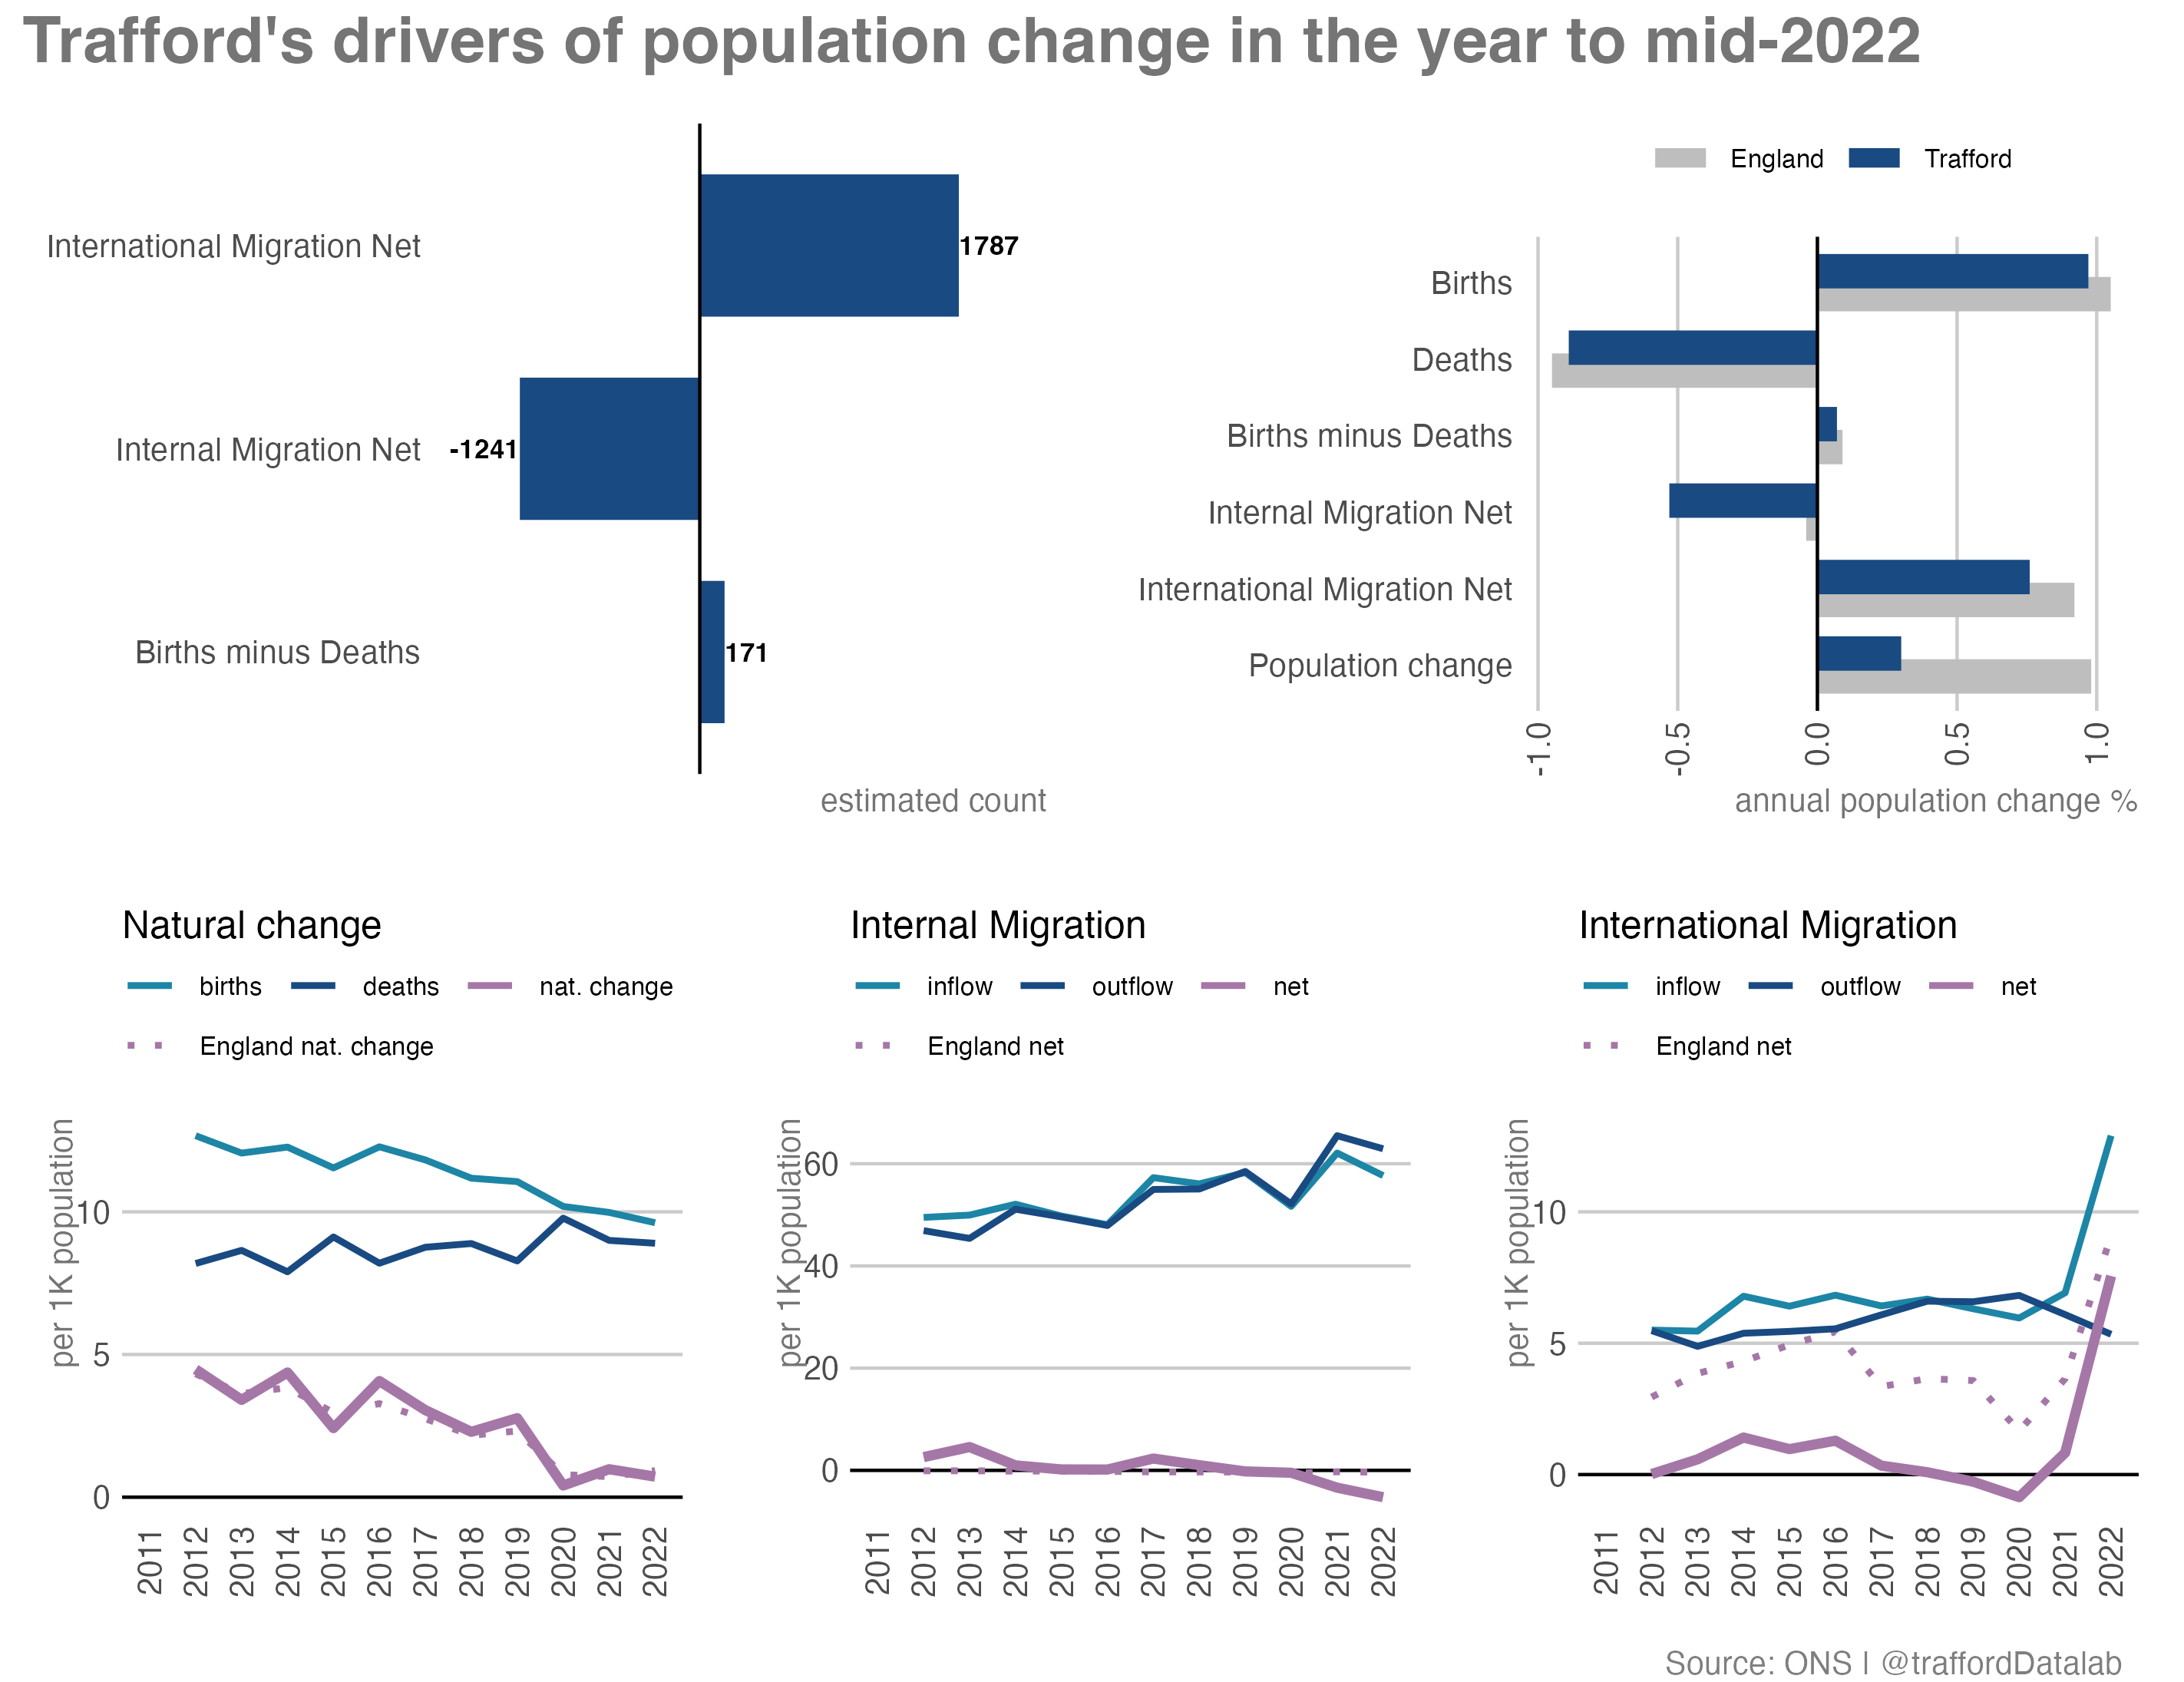 Trafford's drivers of population change in the year to mid-2022
International Migration Net
1787
Internal Migration Net
-1241
Births minus Deaths
171
estimated count
England Trafford
Births
Deaths
Births minus Deaths
Internal Migration Net
International Migration Net
Population change
-1.0 -0.5 0.0 0.5 1.0
annual population change %
Natural change
births deaths nat. change
England nat. change
per 1K population
10
5
0
2011 2012 2013 2014 2015 2016 2017 2018 2019 2020 2021 2022
Internal Migration
inflow outflow net
England net
per 1K population
60
40
20
0
2011 2012 2013 2014 2015 2016 2017 2018 2019 2020 2021 2022
International Migration
inflow outflow net
England net
per 1K population
10
5
0
2011 2012 2013 2014 2015 2016 2017 2018 2019 2020 2021 2022
Source: ONS | @traffordDatalab